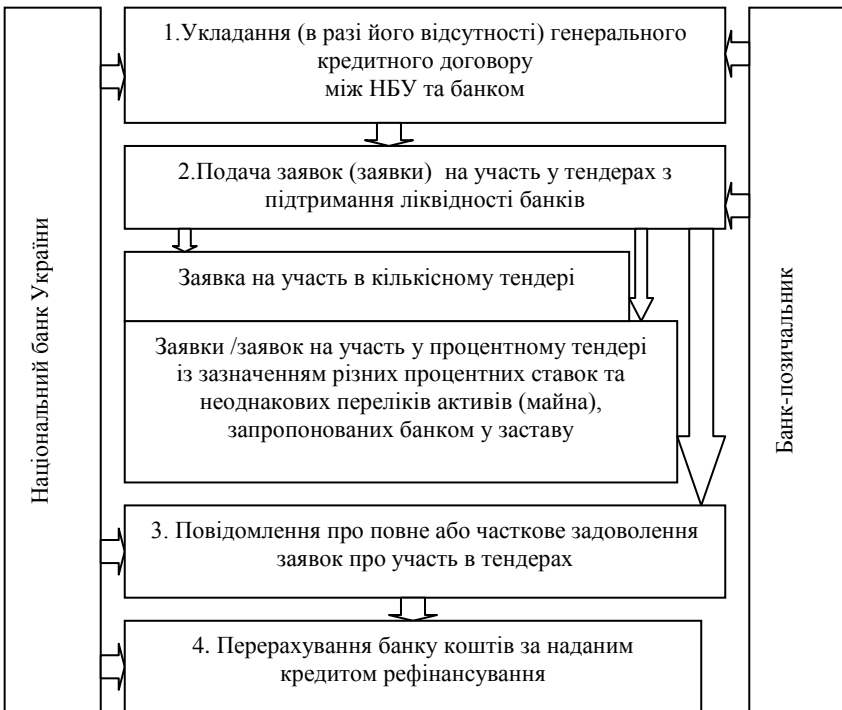 1.Укладання (в разі його відсутності) генерального
кредитного договору
між НБУ та банком
2.Подача заявок (заявки) на участь у тендерах з
підтримання ліквідності банків
Заявка на участь в кількісному тендері
Заявки /заявок на участь у процентному тендері
із зазначенням різних процентних ставок та
неоднакових переліків активів (майна),
запропонованих банком у заставу
3. Повідомлення про повне або часткове задоволення
заявок про участь в тендерах
4. Перерахування банку коштів за наданим
кредитом рефінансування
Національний банк України
Банк-позичальник